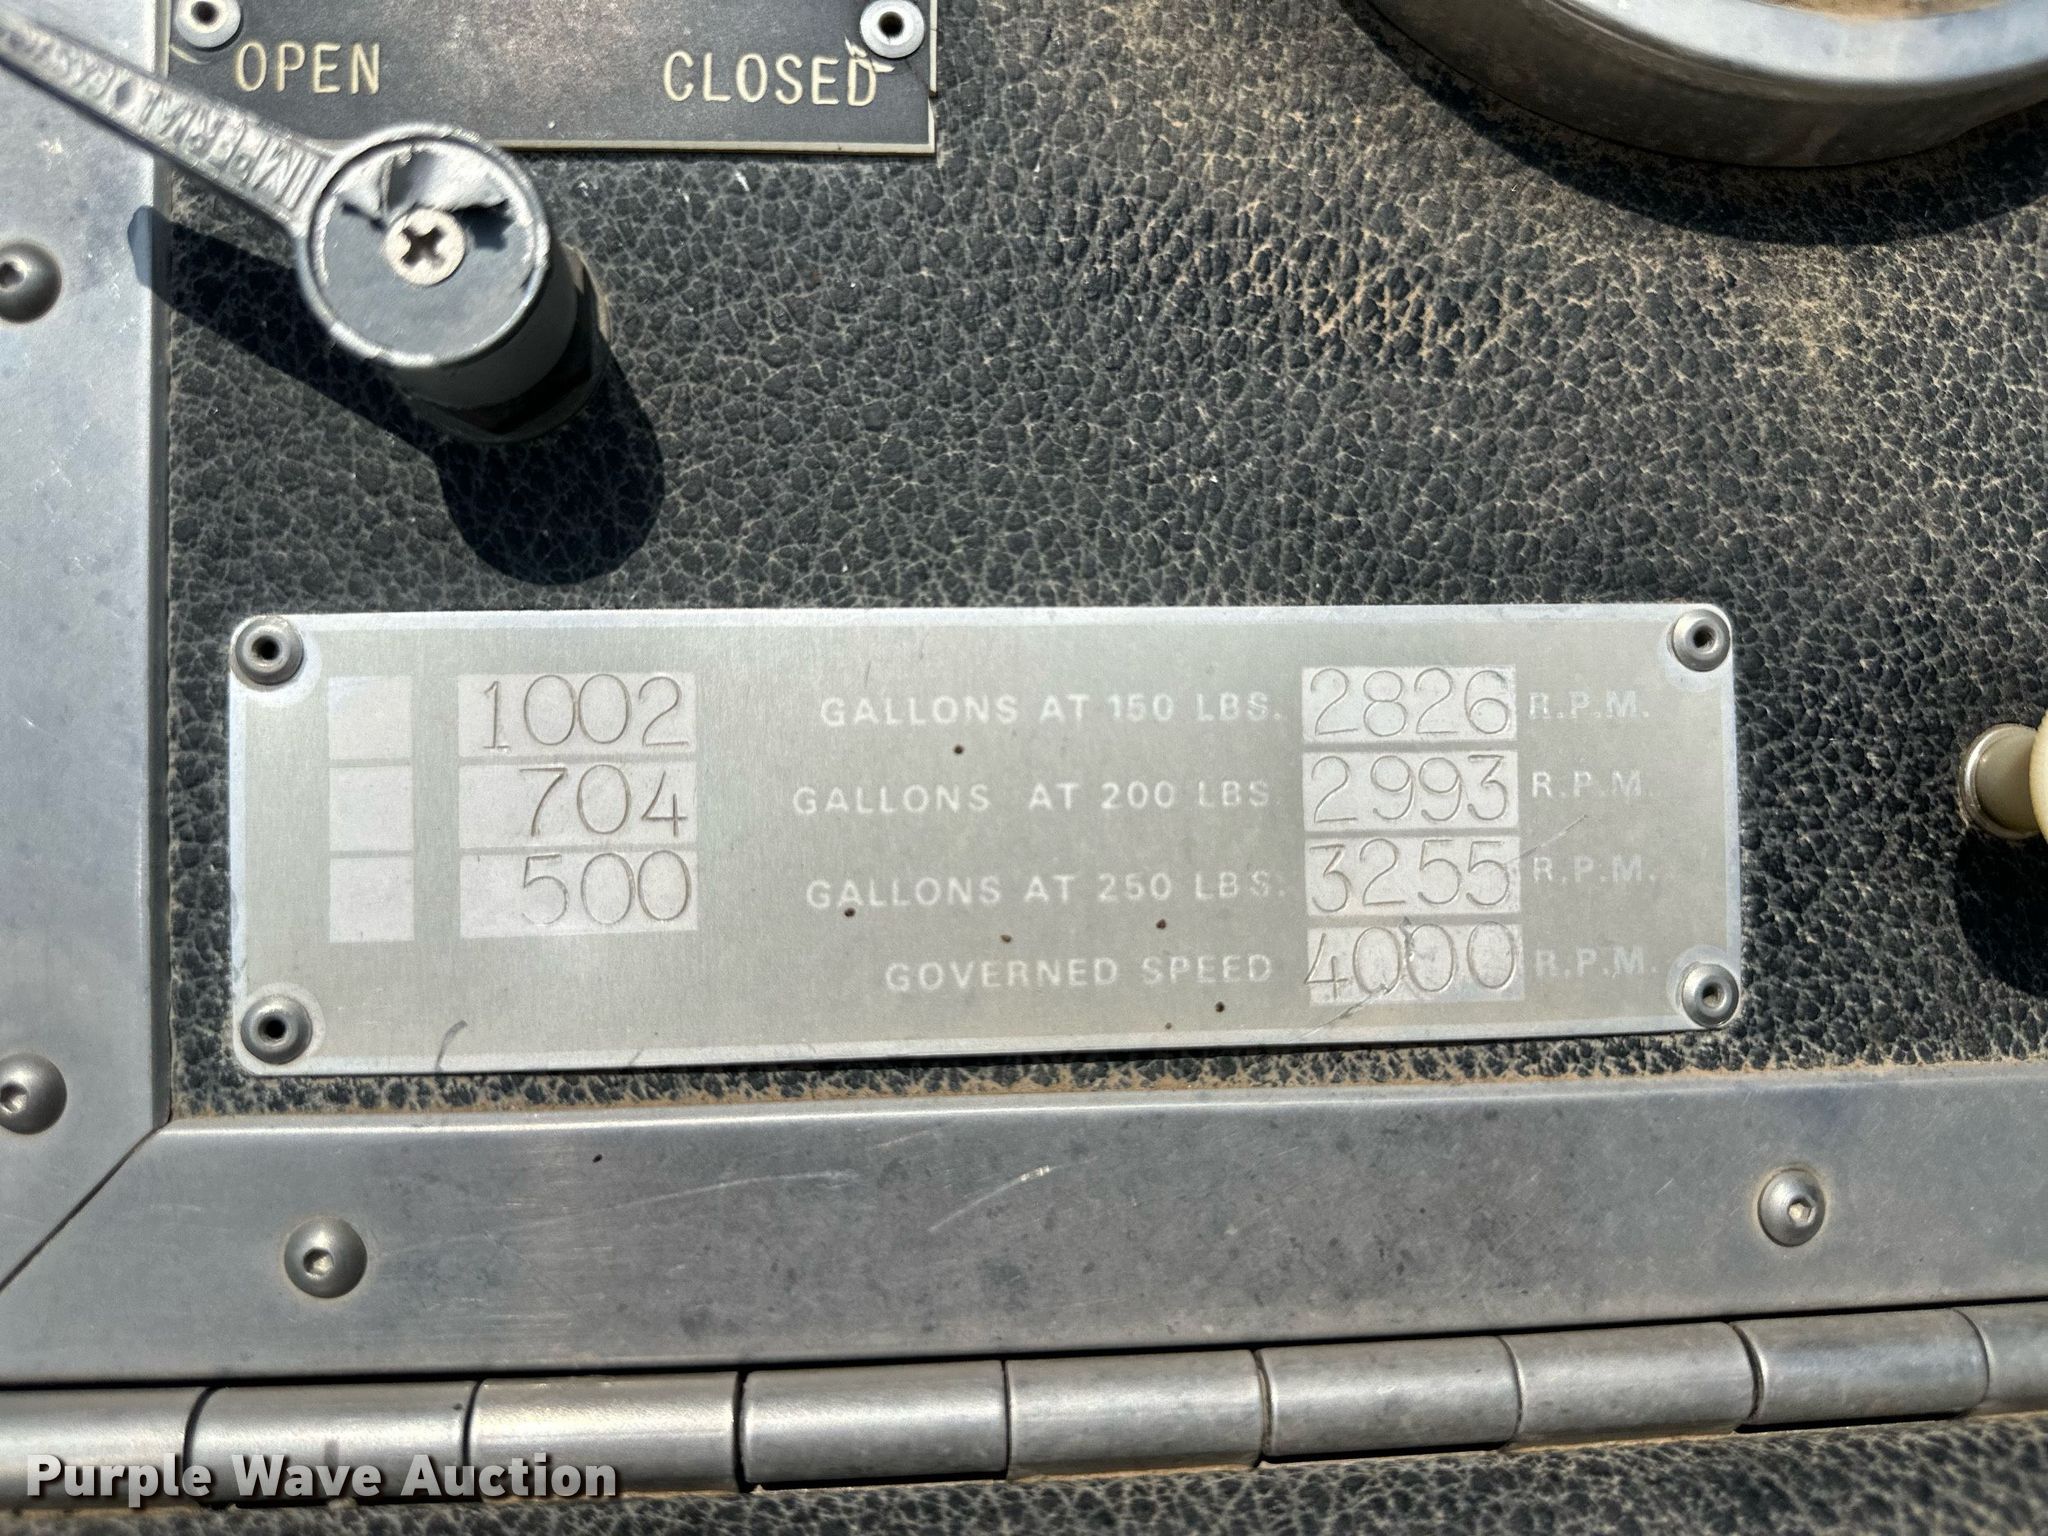 OPEN CLOSED
IMPERIAL
1002 GALLONS AT 150 LBS. 2826 R.P.M.
704 GALLONS AT 200 LBS. 2993 R.P.M.
500 GALLONS AT 250 LBS. 3255 R.P.M.
GOVERNED SPEED 4000 R.P.M.
Purple Wave Auction